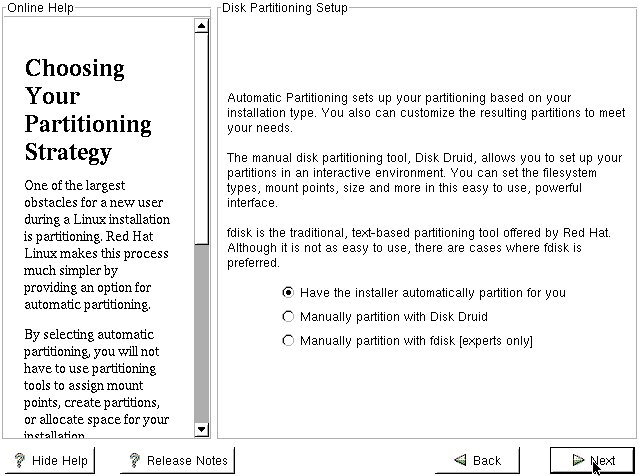 Online Help
Choosing
Your
Partitioning
Strategy
One of the largest
obstacles for a new user
during a Linux installation
is partitioning. Red Hat
Linux makes this process
much simpler by
providing an option for
automatic partitioning.
By selecting automatic
partitioning, you will not
have to use partitioning
tools to assign mount
points, create partitions,
or allocate space for your
installation.
Disk Partitioning Setup
Automatic Partitioning sets up your partitioning based on your
installation type. You also can customize the resulting partitions to meet
your needs.
The manual disk partitioning tool, Disk Druid, allows you to set up your
partitions in an interactive environment. You can set the filesystem
types, mount points, size and more in this easy to use, powerful
interface.
fdisk is the traditional, text-based partitioning tool offered by Red Hat.
Although it is not as easy to use, there are cases where fdisk is
preferred.
Have the installer automatically partition for you
Manually partition with Disk Druid
Manually partition with fdisk [experts only]
Hide Help
Release Notes
Back
Next